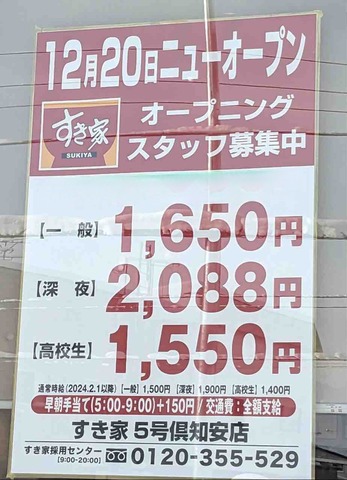 12月20日ニューオープン
すき家
SUKIYA
オープニング
スタッフ募集中
【一般】1,650円
【深夜】2,088円
【高校生】1,550円
通常時給(2024.2.1以降)【一般】1,500円【深夜】1,900円【高校生】1,400円
早朝手当て(5:00-9:00)+150円/交通費:全額支給
すき家 5号倶知安店
すき家採用センター
[9:00-20:00]
0120-355-529